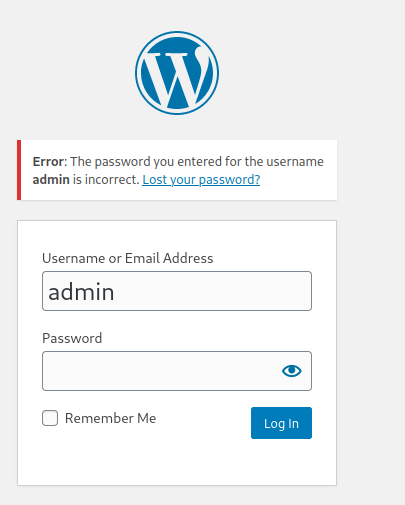 Error: The password you entered for the username
admin is incorrect. Lost your password?
Username or Email Address
admin
Password
Remember Me
Log In